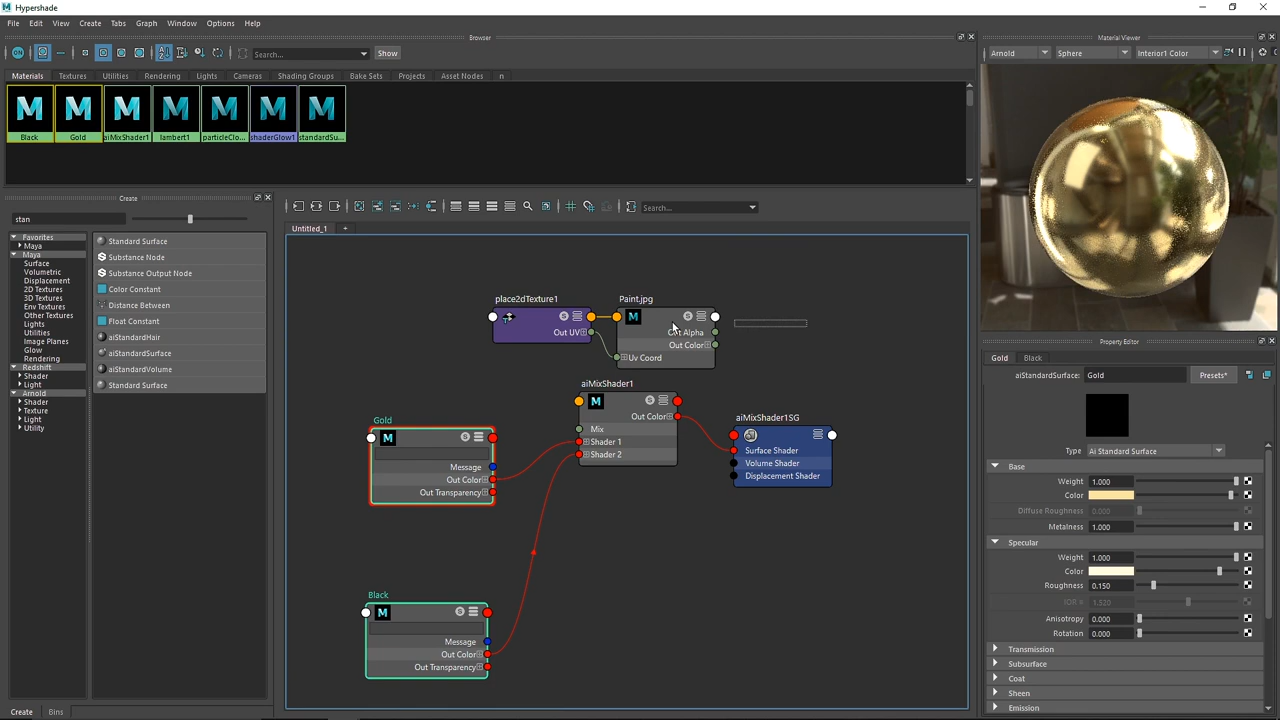 Hypershade
File Edit View Create Tabs Graph Window Options Help
Browser
ON Search... Show
Materials Textures Utilities Rendering Lights Cameras Shading Groups Bake Sets Projects Asset Nodes n
Black Gold aiMixShader1 lambert1 particleClo... shaderGlow1 standardSu...
Create
stan
Favorites
Maya
Maya
Surface
Volumetric
Displacement
2D Textures
3D Textures
Env Textures
Other Textures
Lights
Utilities
Image Planes
Glow
Rendering
Redshift
Shader
Light
Arnold
Shader
Texture
Light
Utility
Standard Surface
Substance Node
Substance Output Node
Color Constant
Distance Between
Float Constant
aiStandardHair
aiStandardSurface
aiStandardVolume
Standard Surface
Create Bins
Search...
Untitled_1 +
place2dTexture1
Out UV
Paint.jpg
Out Alpha
Out Color
Uv Coord
aiMixShader1
Out Color
Mix
Shader 1
Shader 2
aiMixShader1SG
Surface Shader
Volume Shader
Displacement Shader
Gold
Message
Out Color
Out Transparency
Black
Message
Out Color
Out Transparency
Material Viewer
Arnold Sphere Interior1 Color
Property Editor
Gold Black
aiStandardSurface: Gold Presets*
Type Ai Standard Surface
Base
Weight 1.000
Color
Diffuse Roughness 0.000
Metalness 1.000
Specular
Weight 1.000
Color
Roughness 0.150
IOR 1.520
Anisotropy 0.000
Rotation 0.000
Transmission
Subsurface
Coat
Sheen
Emission